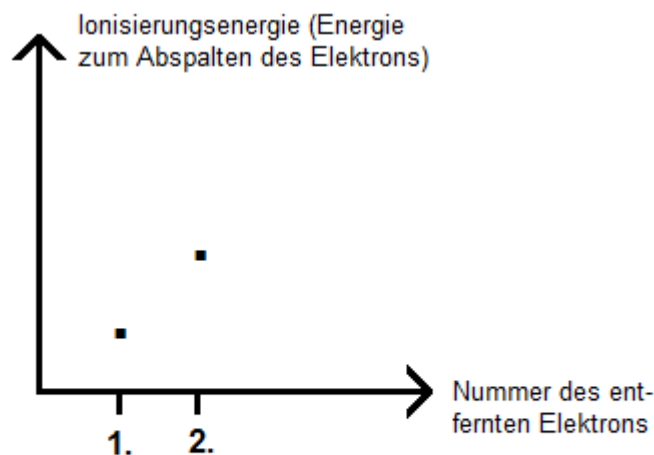 Ionisierungsenergie (Energie
zum Abspalten des Elektrons)
Nummer des ent-
fernten Elektrons
1.
2.